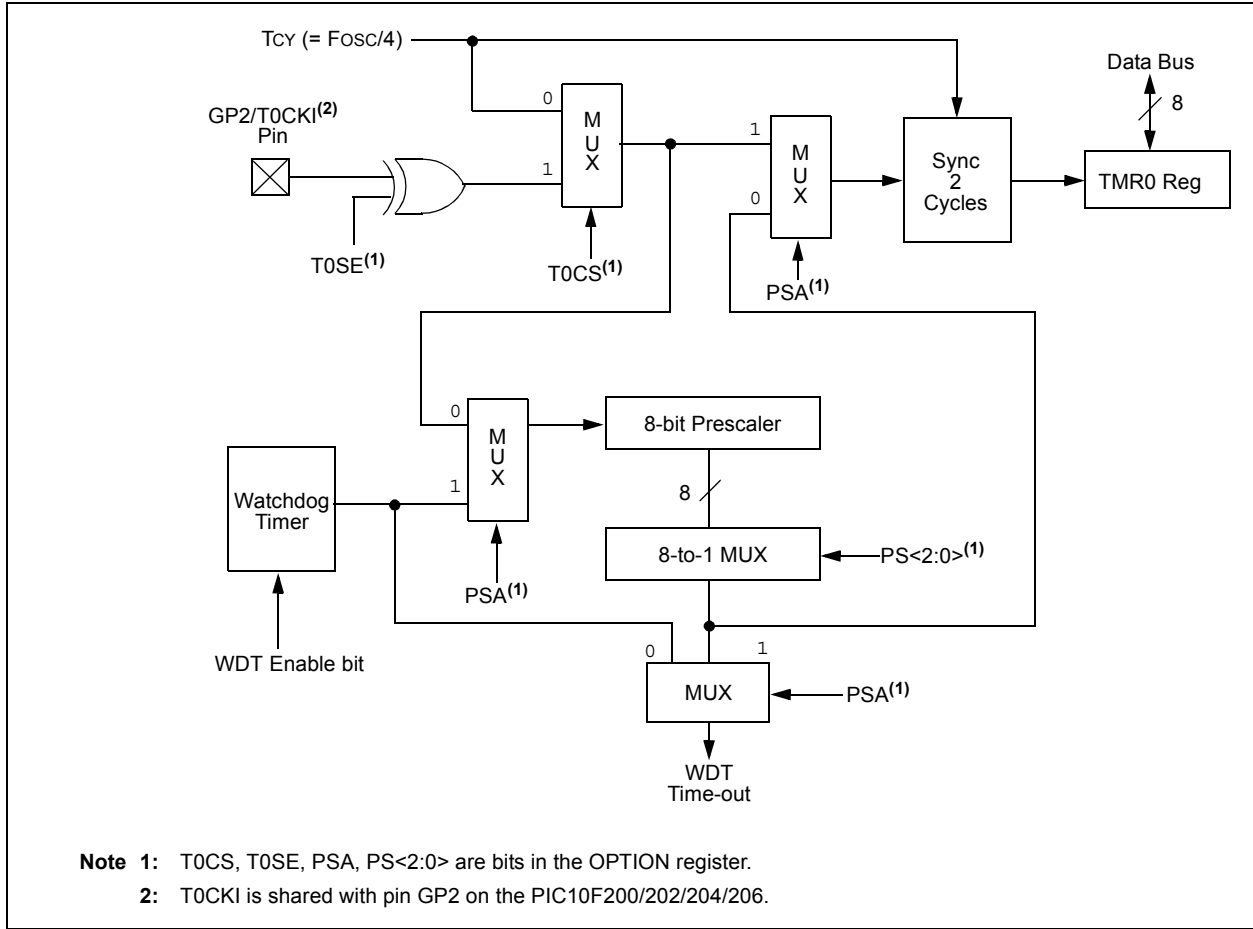 TCY (= FOSC/4)
Data Bus
8
GP2/T0CKI(2)
Pin
0
1
M
U
X
T0SE(1)
T0CS(1)
1
0
M
U
X
PSA(1)
Sync
2
Cycles
TMR0 Reg
0
1
M
U
X
8-bit Prescaler
Watchdog
Timer
8
8-to-1 MUX
PS<2:0>(1)
PSA(1)
WDT Enable bit
0
1
MUX
PSA(1)
WDT
Time-out
Note 1: T0CS, T0SE, PSA, PS<2:0> are bits in the OPTION register.
2: T0CKI is shared with pin GP2 on the PIC10F200/202/204/206.